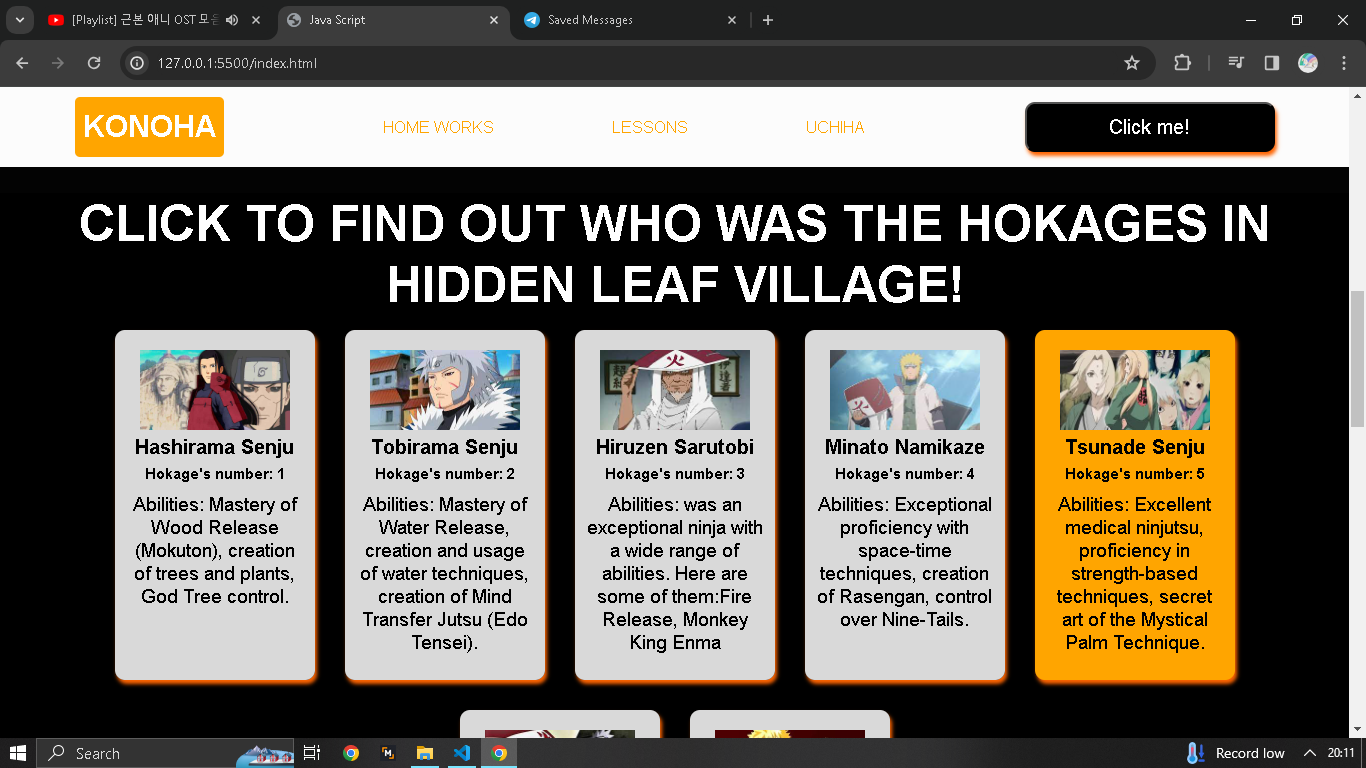 [Playlist] 근본 애니 OST 모음
Java Script
Saved Messages
127.0.0.1:5500/index.html
KONOHA
HOME WORKS
LESSONS
UCHIHA
Click me!
CLICK TO FIND OUT WHO WAS THE HOKAGES IN
HIDDEN LEAF VILLAGE!
Hashirama Senju
Hokage's number: 1
Abilities: Mastery of
Wood Release
(Mokuton), creation
of trees and plants,
God Tree control.
Tobirama Senju
Hokage's number: 2
Abilities: Mastery of
Water Release,
creation and usage
of water techniques,
creation of Mind
Transfer Jutsu (Edo
Tensei).
火
Hiruzen Sarutobi
Hokage's number: 3
Abilities: was an
exceptional ninja with
a wide range of
abilities. Here are
some of them:Fire
Release, Monkey
King Enma
Minato Namikaze
Hokage's number: 4
Abilities: Exceptional
proficiency with
space-time
techniques, creation
of Rasengan, control
over Nine-Tails.
Tsunade Senju
Hokage's number: 5
Abilities: Excellent
medical ninjutsu,
proficiency in
strength-based
techniques, secret
art of the Mystical
Palm Technique.
Search
Record low
20:11